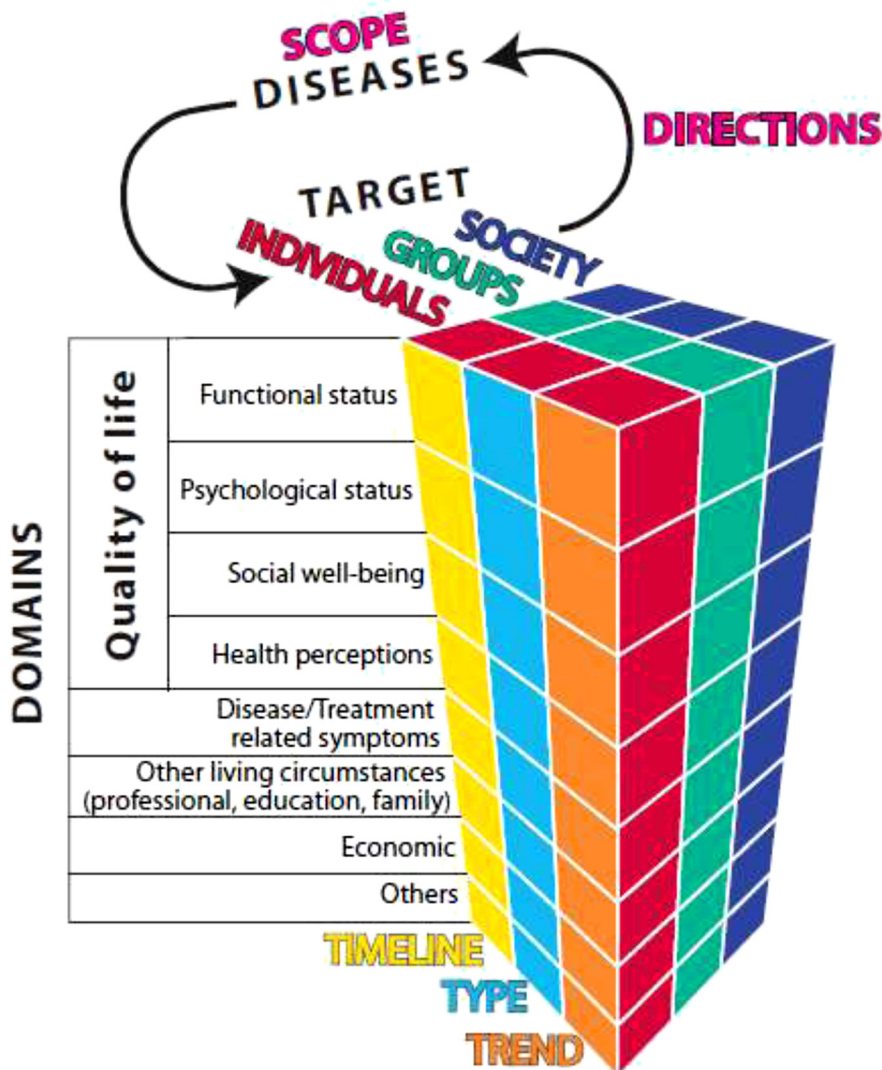 SCOPE
DISEASES
DIRECTIONS
TARGET
INDIVIDUALS
GROUPS
SOCIETY
DOMAINS
Quality of life
Functional status
Psychological status
Social well-being
Health perceptions
Disease/Treatment
related symptoms
Other living circumstances
(professional, education, family)
Economic
Others
TIMELINE
TYPE
TREND